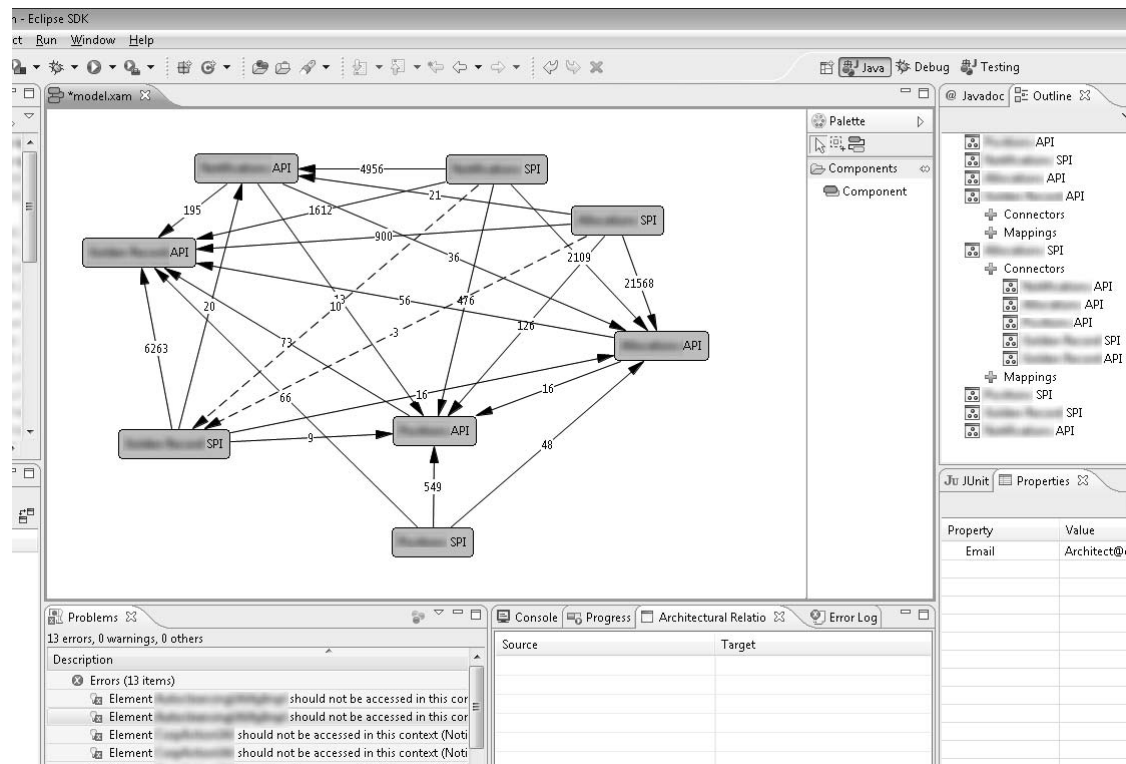 n - Eclipse SDK
ct Run Window Help
Java Debug Testing
*model.xam
Palette
Components
Component
API
SPI
SPI
API
API
SPI
API
SPI
4956
21
195
1612
900
36
2109
21568
20
13
10
476
56
-3
126
6263
73
66
16
16
9
48
549
@ Javadoc Outline
API
SPI
API
API
Connectors
Mappings
SPI
Connectors
API
API
API
SPI
API
Mappings
SPI
SPI
API
Ju JUnit Properties
Property Value
Email Architect@
Problems
13 errors, 0 warnings, 0 others
Description
Errors (13 items)
Element should not be accessed in this cor
Element should not be accessed in this cor
Element should not be accessed in this context (Noti
Element should not be accessed in this context (Noti
Console Progress Architectural Relatio Error Log
Source Target